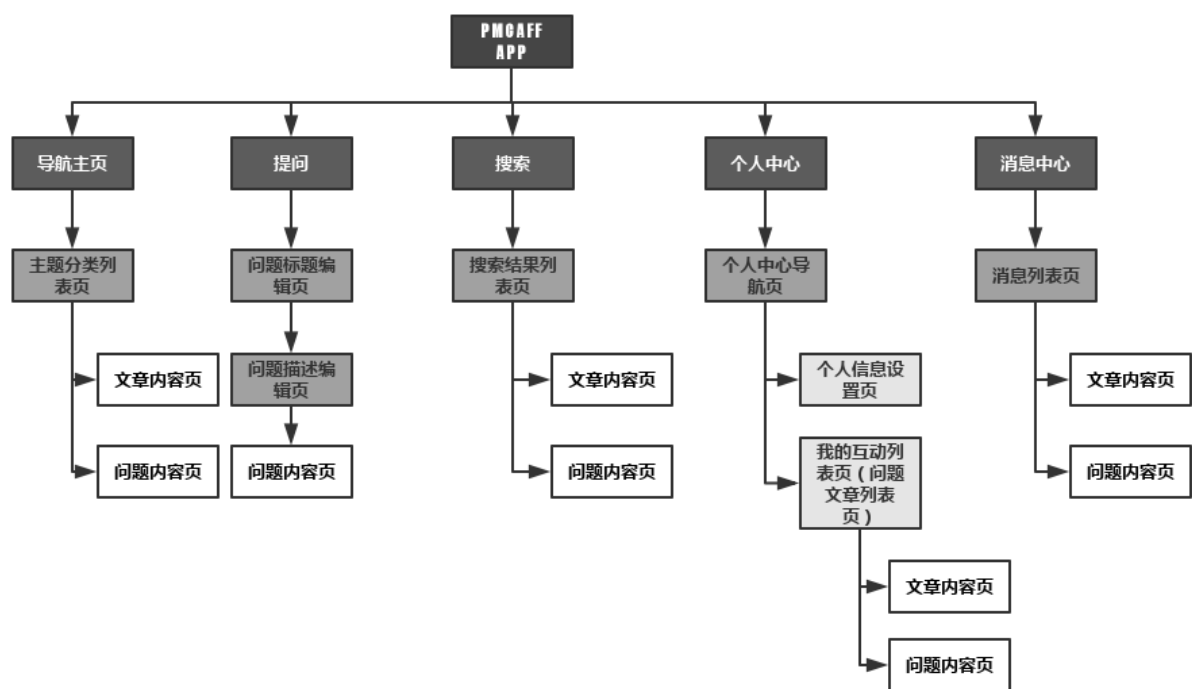 PMCAFF
APP
导航主页
提问
搜索
个人中心
消息中心
主题分类列
表页
问题标题编
辑页
搜索结果列
表页
个人中心导
航页
消息列表页
文章内容页
问题描述编
辑页
文章内容页
个人信息设
置页
文章内容页
问题内容页
问题内容页
问题内容页
我的互动列
表页（问题
文章列表
页）
问题内容页
文章内容页
问题内容页